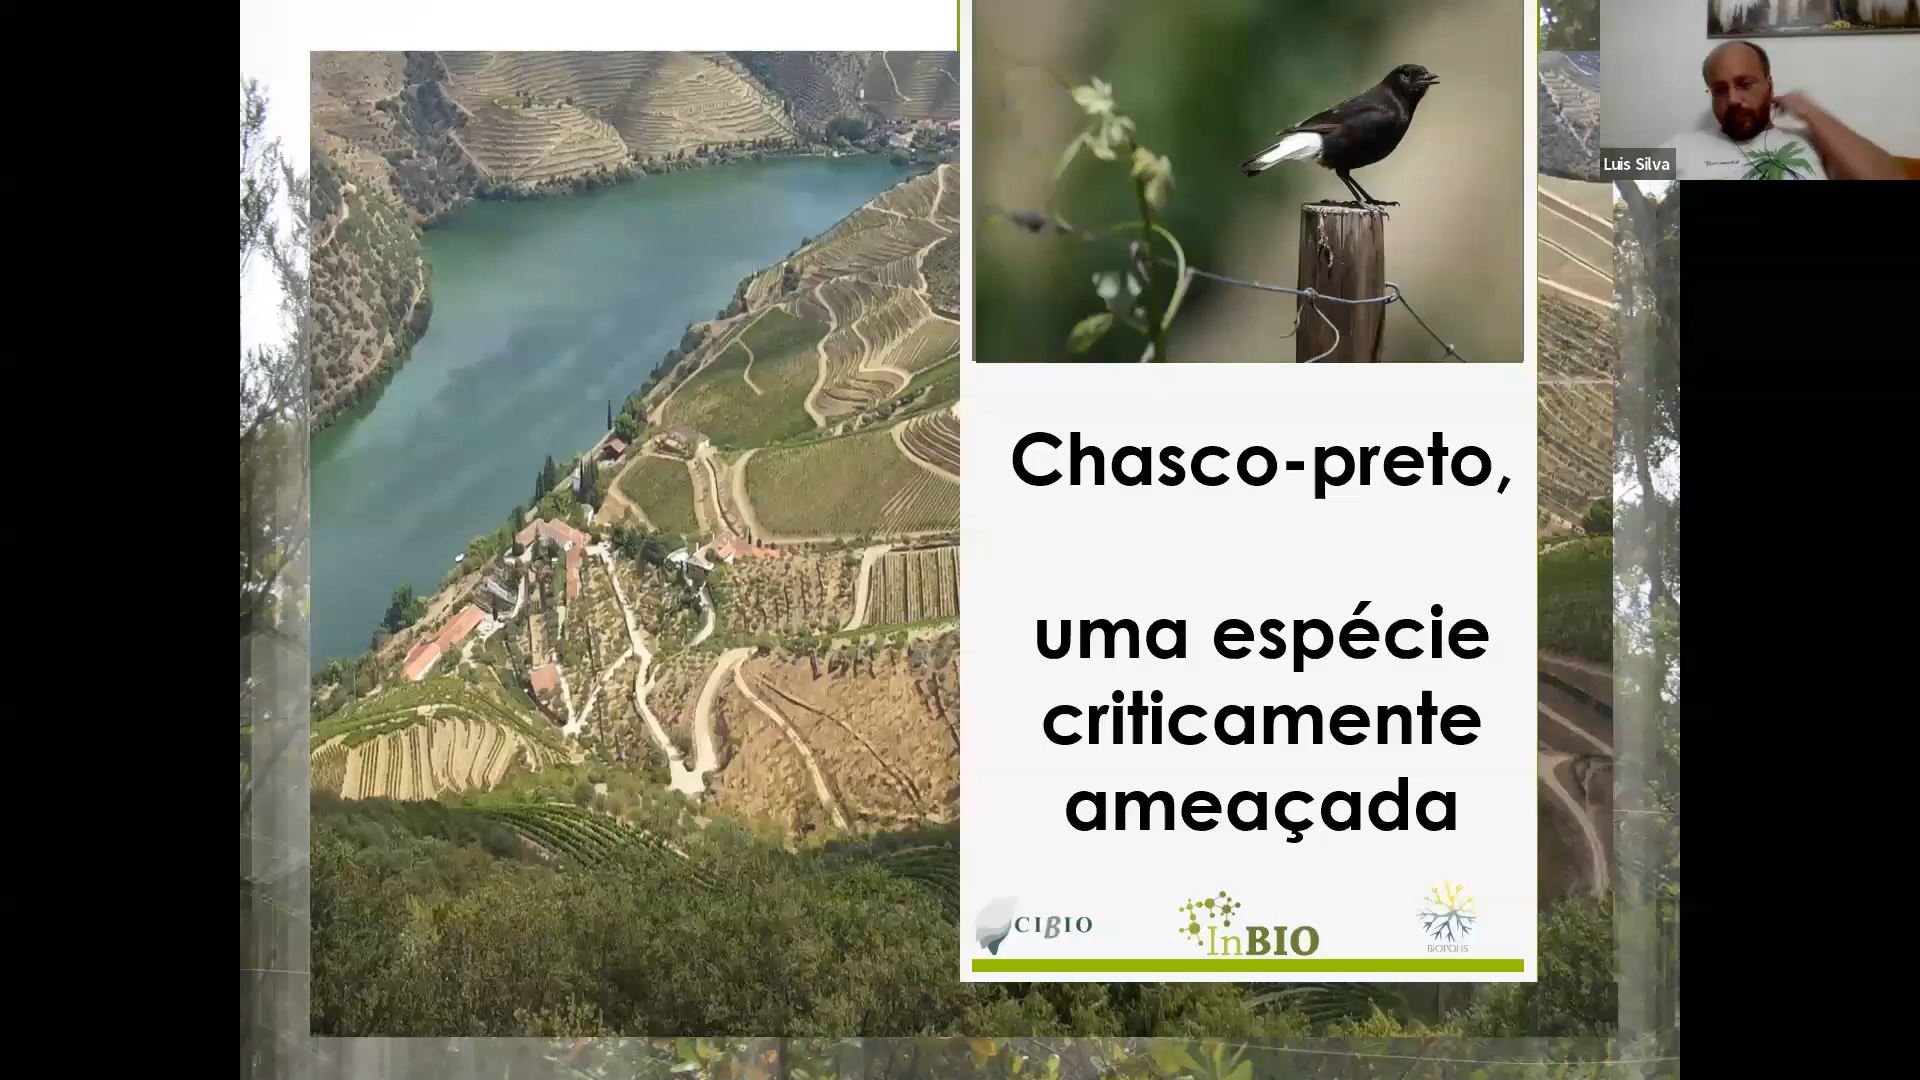 Luis Silva
Chasco-preto,
uma espécie
criticamente
ameaçada
CIBIO
InBIO
BIOPOLIS